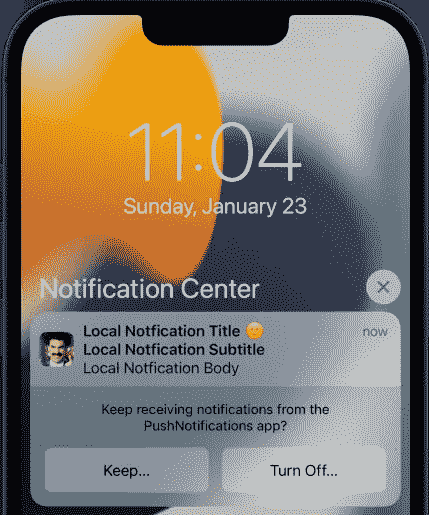 11:04
Sunday, January 23
Notification Center
Local Notfication Title 🙂
now
Local Notfication Subtitle
Local Notfication Body
Keep receiving notifications from the
PushNotifications app?
Keep...
Turn Off...